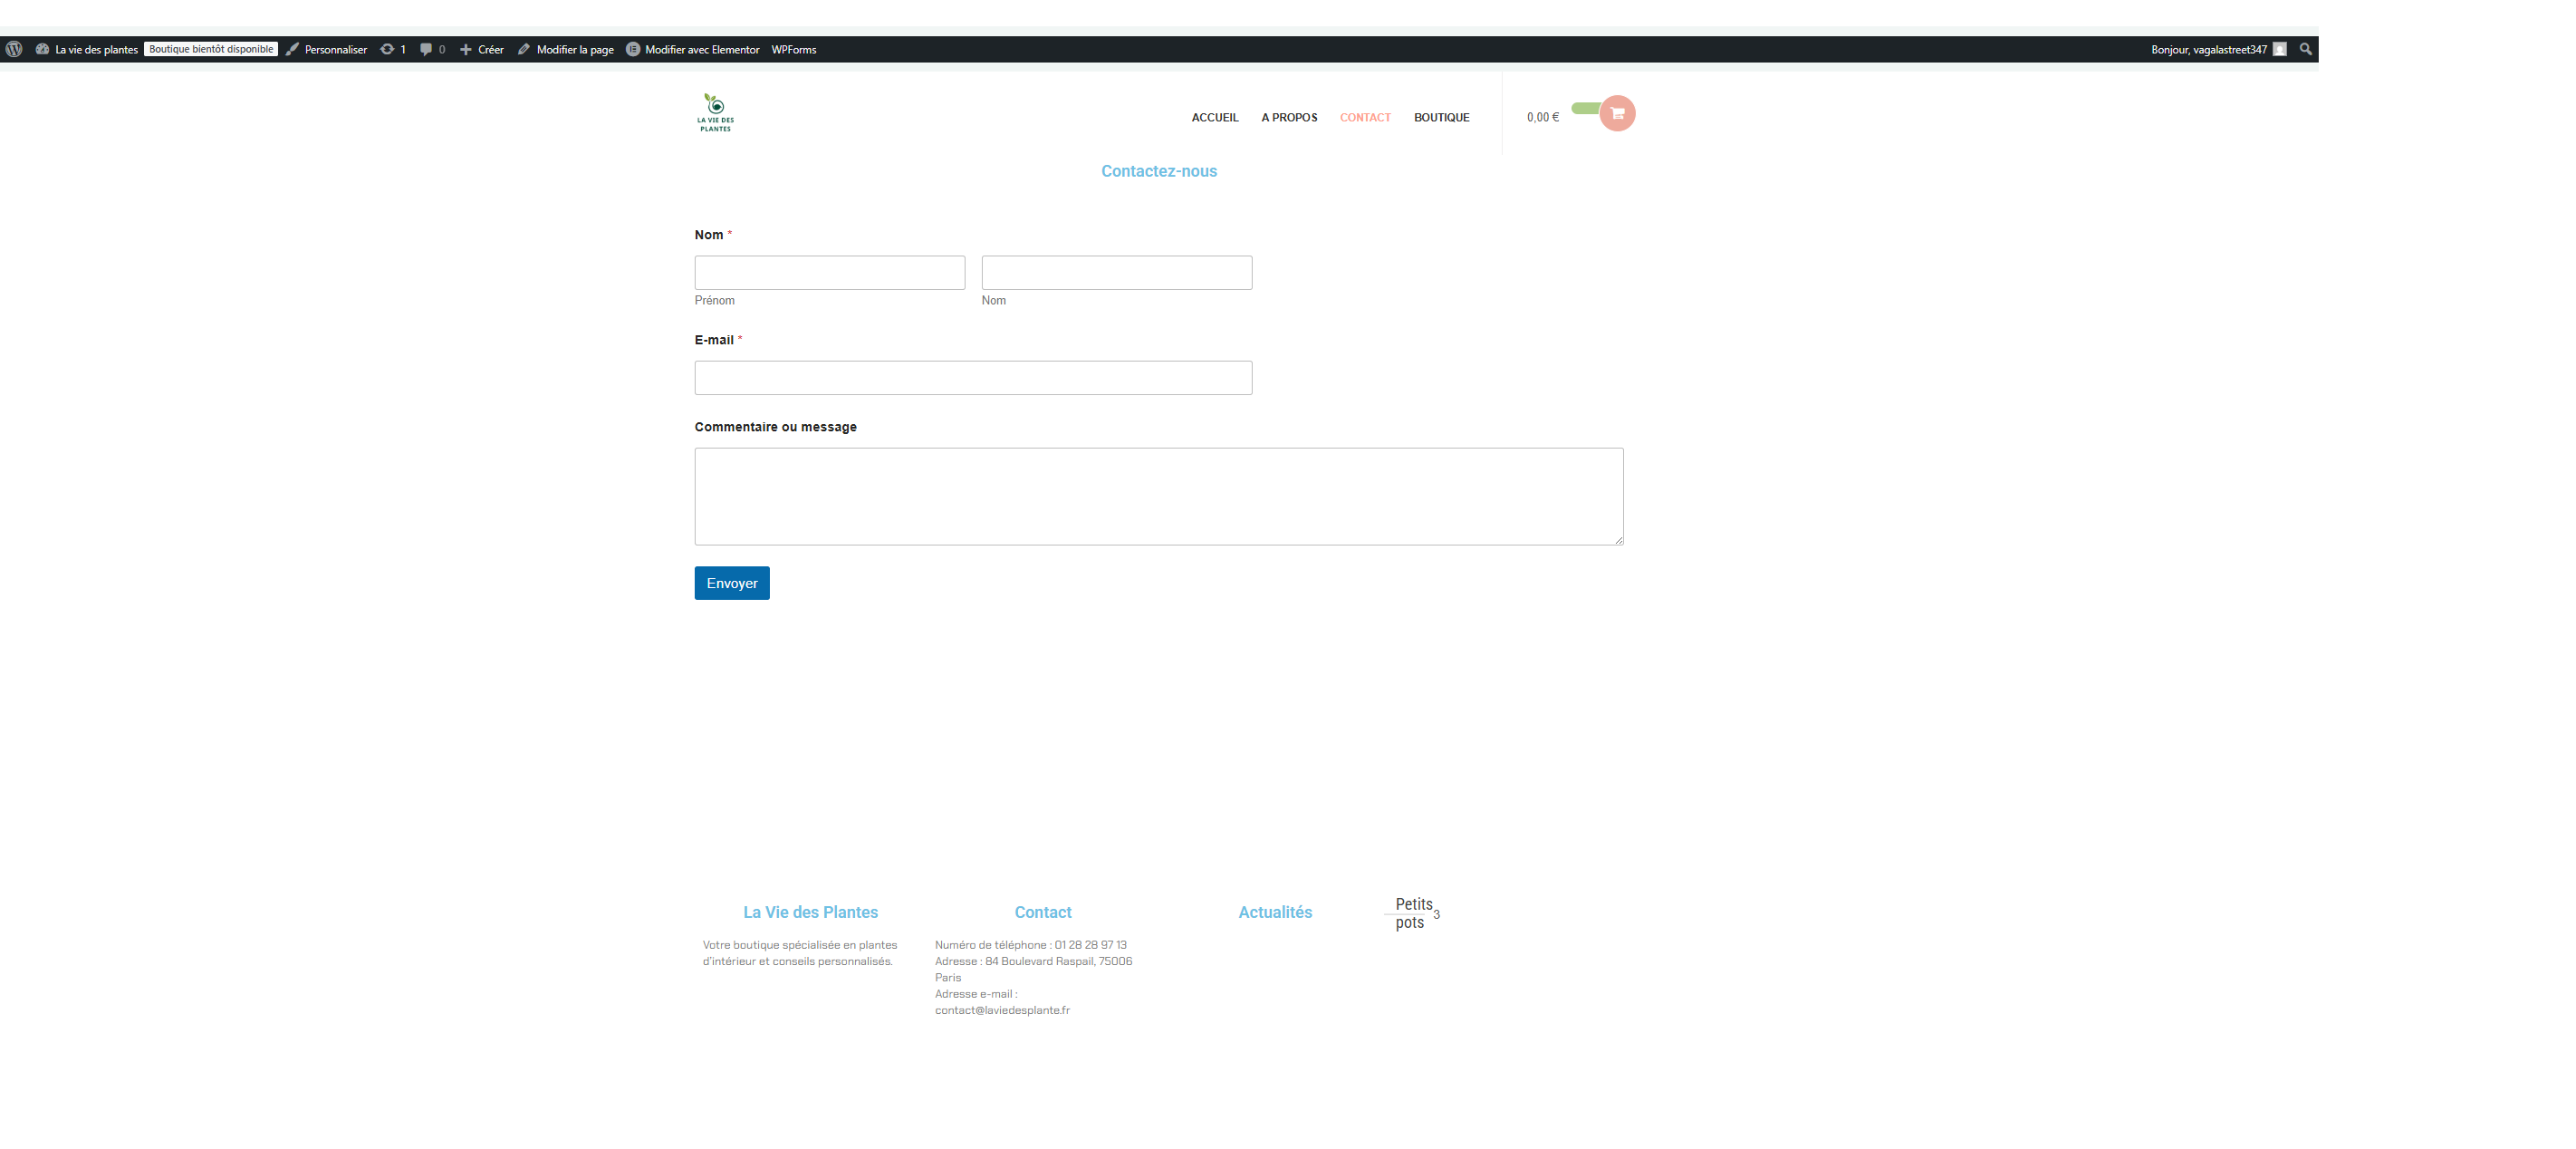 La vie des plantes Boutique bientôt disponible Personnaliser 1 0 Créer Modifier la page Modifier avec Elementor WPForms Bonjour, vagalastreet347
LA VIE DES
PLANTES
ACCUEIL A PROPOS CONTACT BOUTIQUE 0,00 €
Contactez-nous
Nom *
Prénom Nom
E-mail *
Commentaire ou message
Envoyer
La Vie des Plantes
Votre boutique spécialisée en plantes
d'intérieur et conseils personnalisés.
Contact
Numéro de téléphone : 01 28 28 97 13
Adresse : 84 Boulevard Raspail, 75006
Paris
Adresse e-mail :
contact@laviedesplante.fr
Actualités
Petits
pots 3